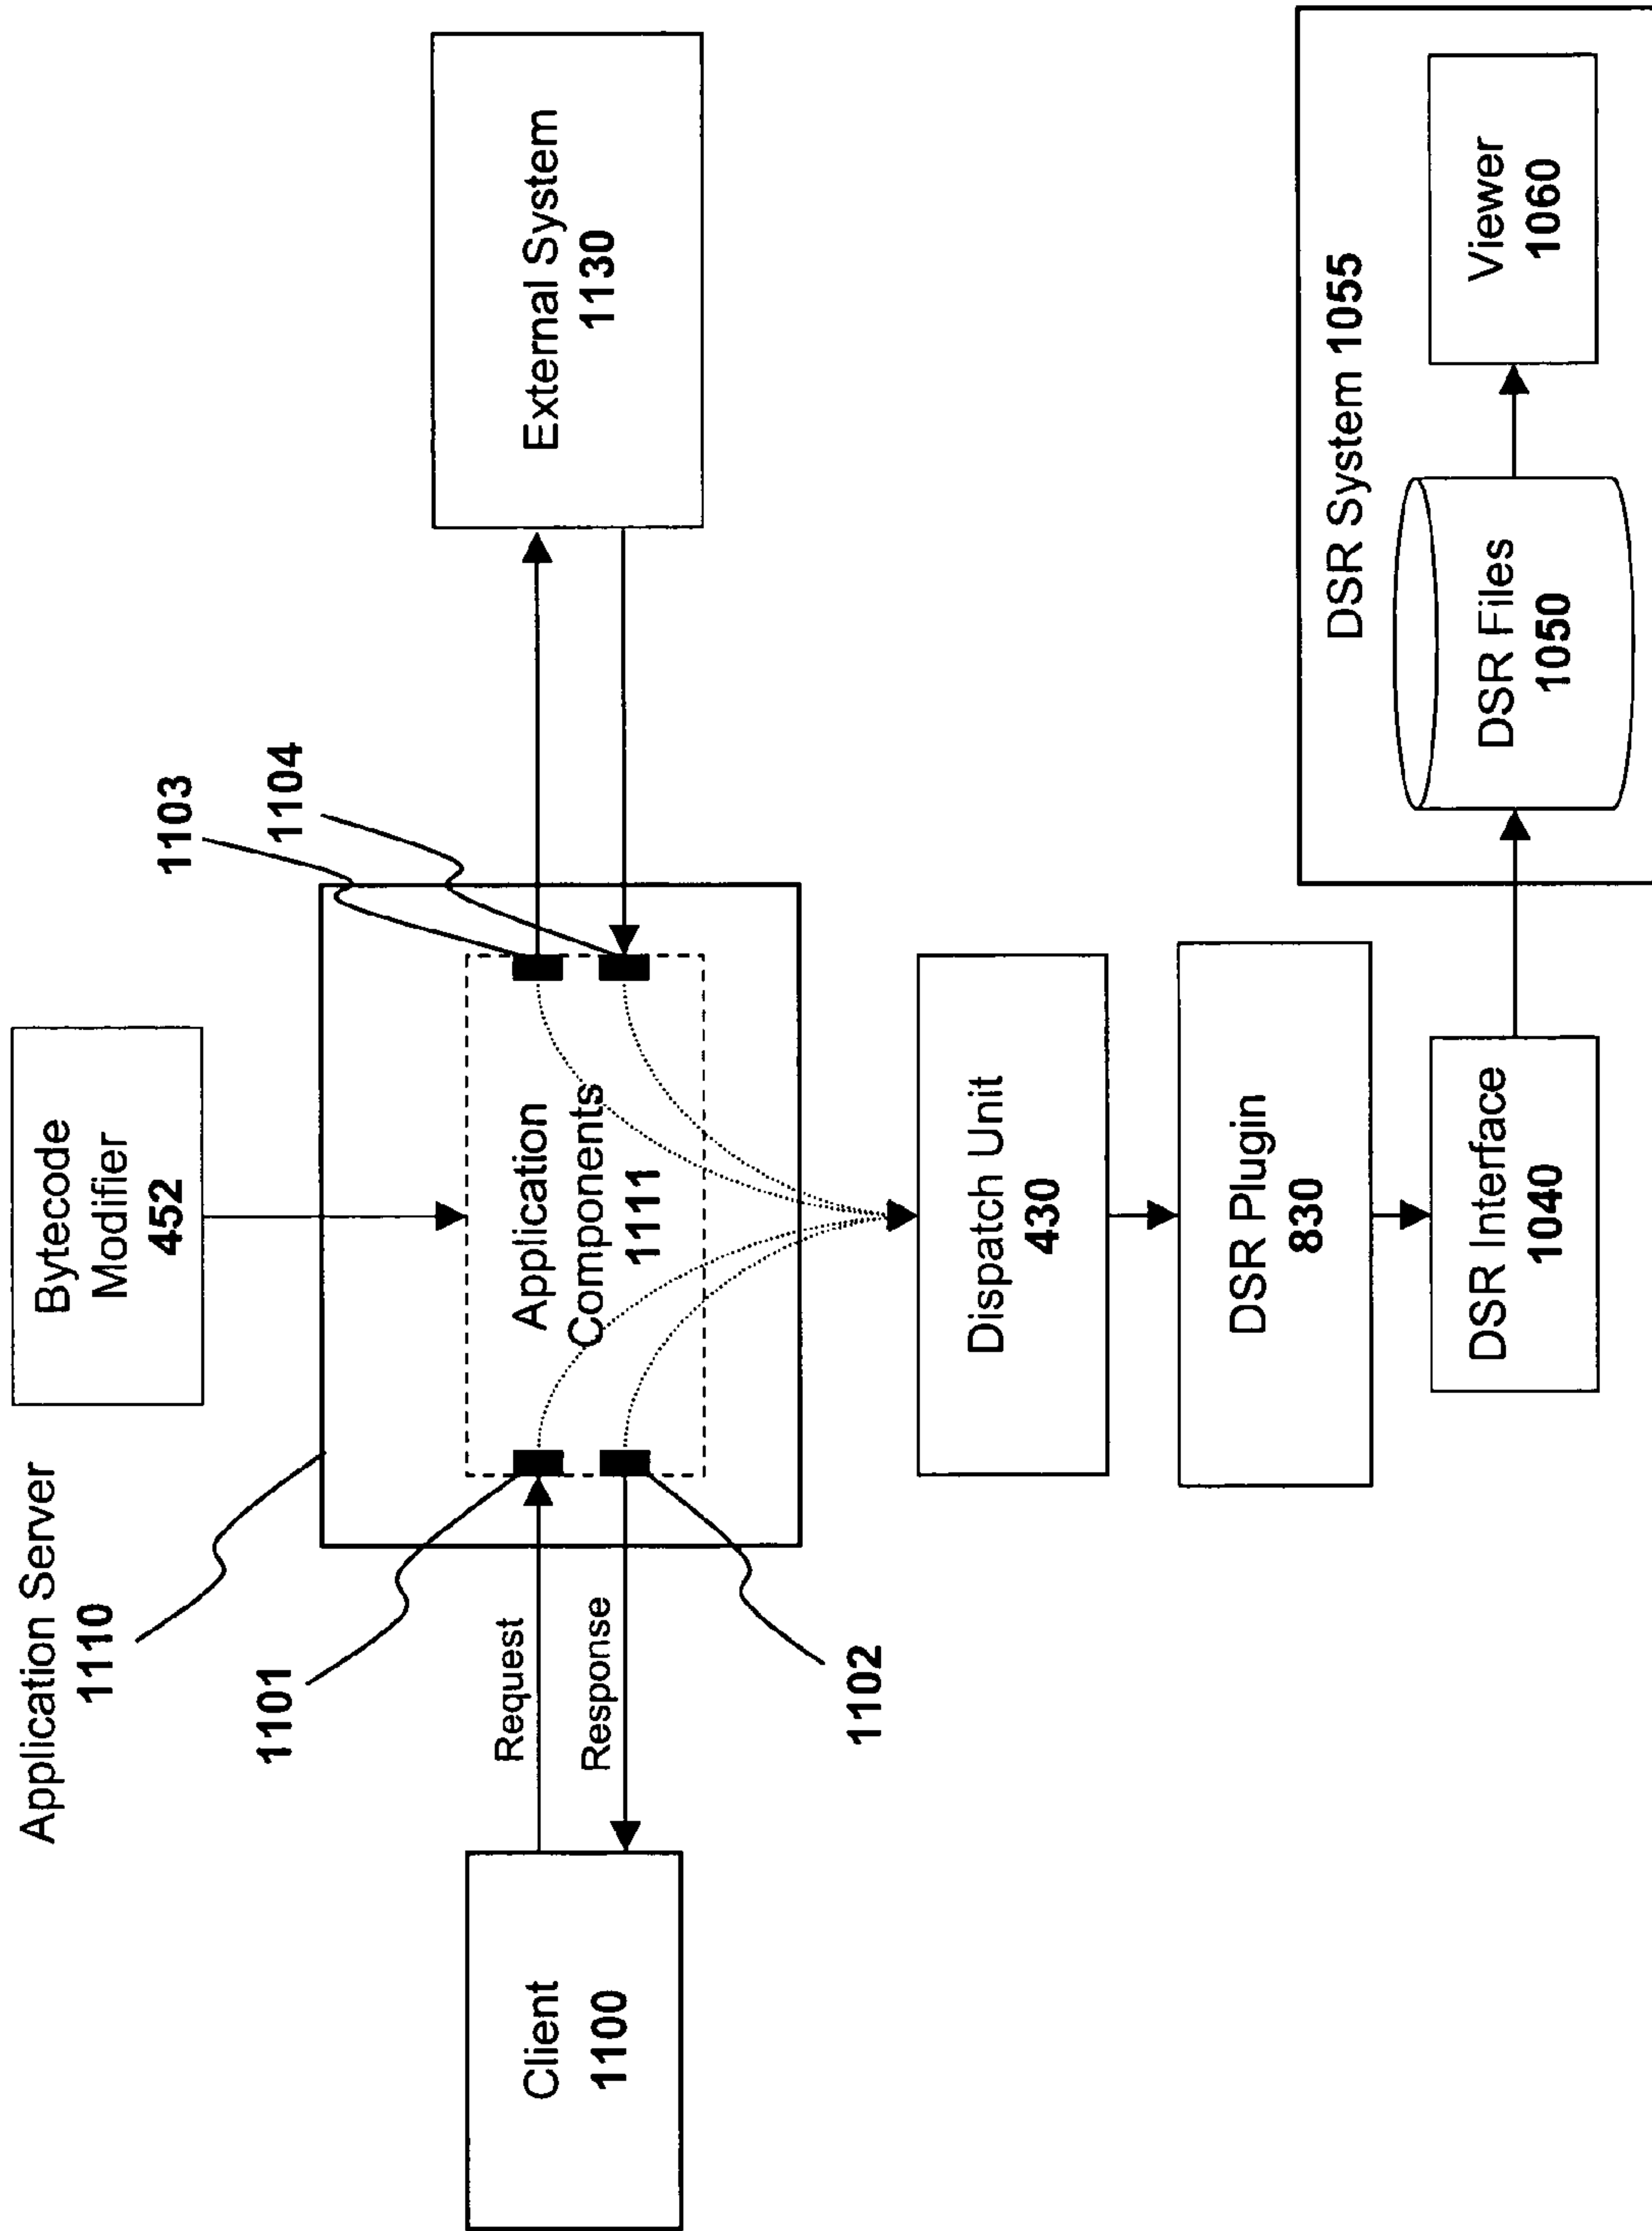 Application Server
1110
Bytecode
Modifier
452
1103
1104
1101
Request
Response
1102
Client
1100
Application
Components
1111
External System
1130
Dispatch Unit
430
DSR Plugin
830
DSR Interface
1040
DSR System 1055
DSR Files
1050
Viewer
1060